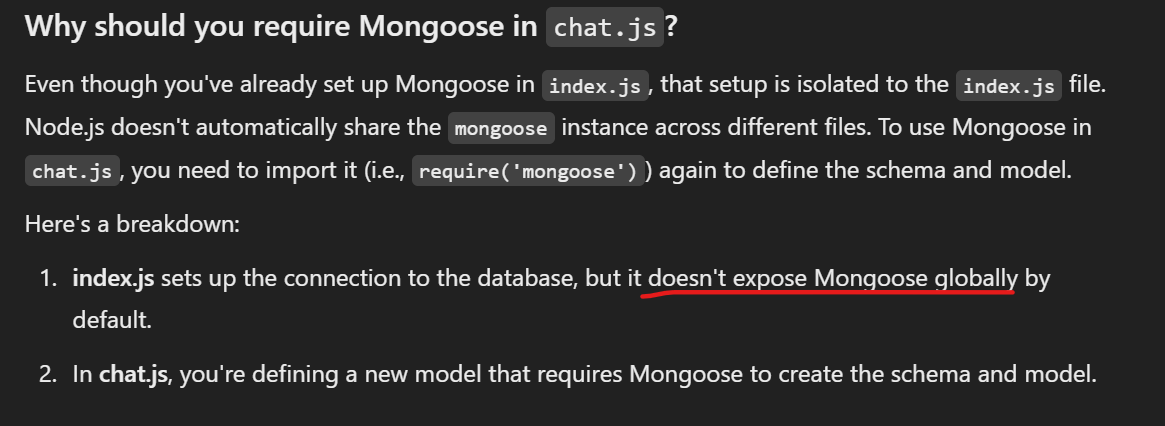 Why should you require Mongoose in chat.js?
Even though you've already set up Mongoose in index.js, that setup is isolated to the index.js file.
Node.js doesn't automatically share the mongoose instance across different files. To use Mongoose in
chat.js, you need to import it (i.e., require('mongoose')) again to define the schema and model.
Here's a breakdown:
1. index.js sets up the connection to the database, but it doesn't expose Mongoose globally by
default.
2. In chat.js, you're defining a new model that requires Mongoose to create the schema and model.